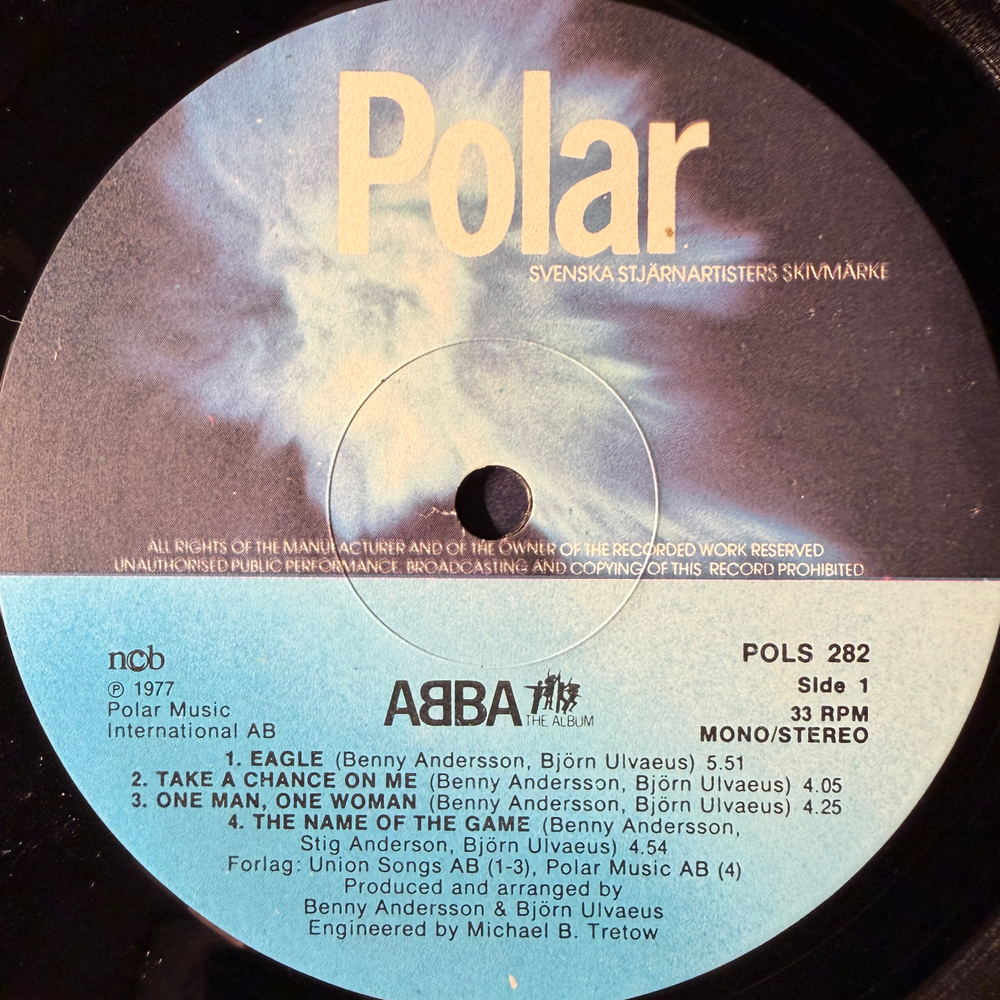 Polar
SVENSKA STJÄRNARTISTERS SKIVMÄRKE
ALL RIGHTS OF THE MANUFACTURER AND OF THE OWNER OF THE RECORDED WORK RESERVED
UNAUTHORISED PUBLIC PERFORMANCE BROADCASTING AND COPYING OF THIS RECORD PROHIBITED
ncb
℗ 1977
Polar Music
International AB
ABBA
THE ALBUM
POLS 282
Side 1
33 RPM
MONO/STEREO
1. EAGLE (Benny Andersson, Björn Ulvaeus) 5.51
2. TAKE A CHANCE ON ME (Benny Andersson, Björn Ulvaeus) 4.05
3. ONE MAN, ONE WOMAN (Benny Andersson, Björn Ulvaeus) 4.25
4. THE NAME OF THE GAME (Benny Andersson,
Stig Anderson, Björn Ulvaeus) 4.54
Forlag: Union Songs AB (1-3), Polar Music AB (4)
Produced and arranged by
Benny Andersson & Björn Ulvaeus
Engineered by Michael B. Tretow